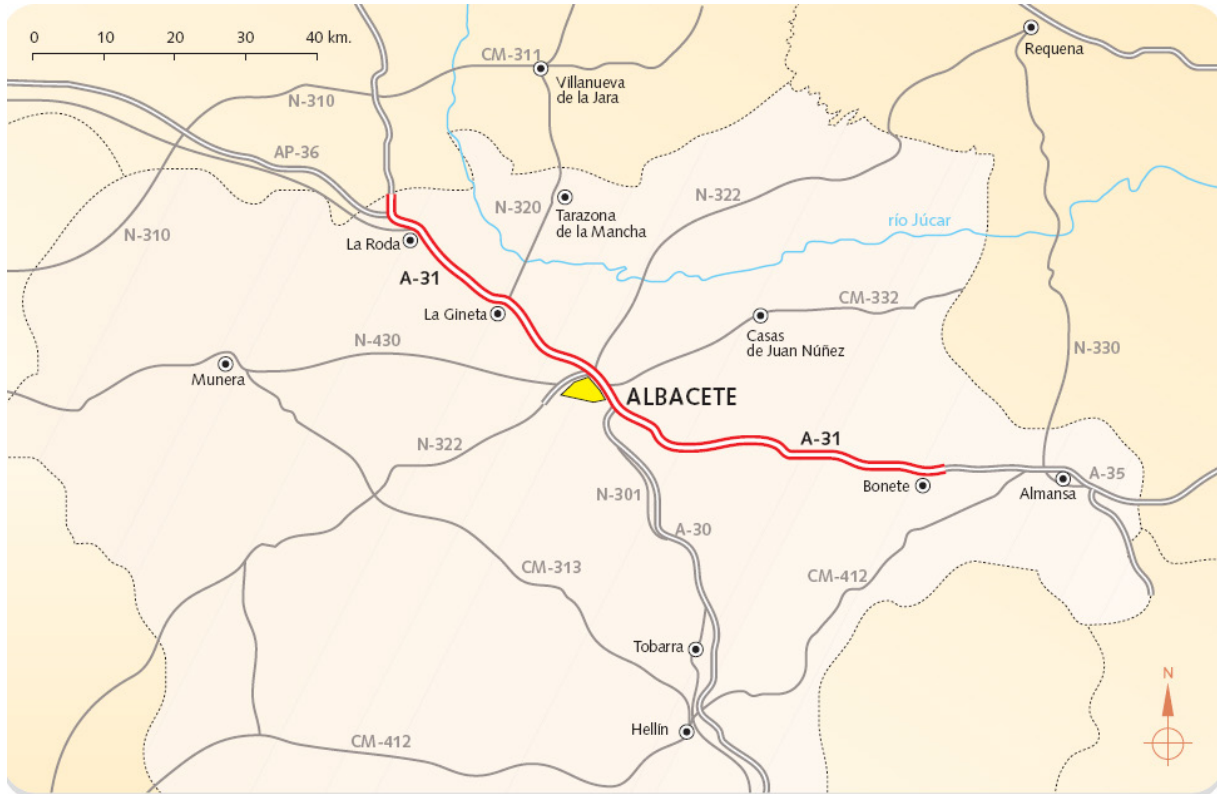 0 10 20 30 40 km.
CM-311
Requena
Villanueva
de la Jara
N-310
AP-36
N-322
N-320
Tarazona
de la Mancha
río Júcar
N-310
La Roda
A-31
CM-332
La Gineta
Casas
de Juan Núñez
N-430
N-330
Munera
ALBACETE
A-31
N-322
A-35
Bonete
Almansa
N-301
A-30
CM-313
CM-412
Tobarra
N
Hellín
CM-412